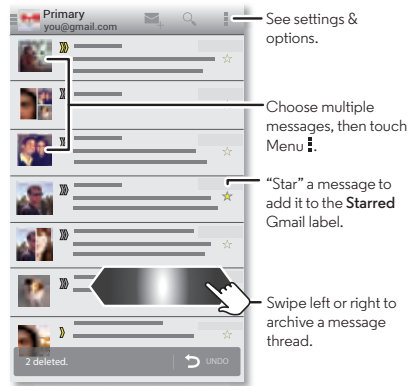 Primary
you@gmail.com
See settings &
options.
Choose multiple
messages, then touch
Menu .
“Star” a message to
add it to the Starred
Gmail label.
Swipe left or right to
archive a message
thread.
2 deleted.
UNDO